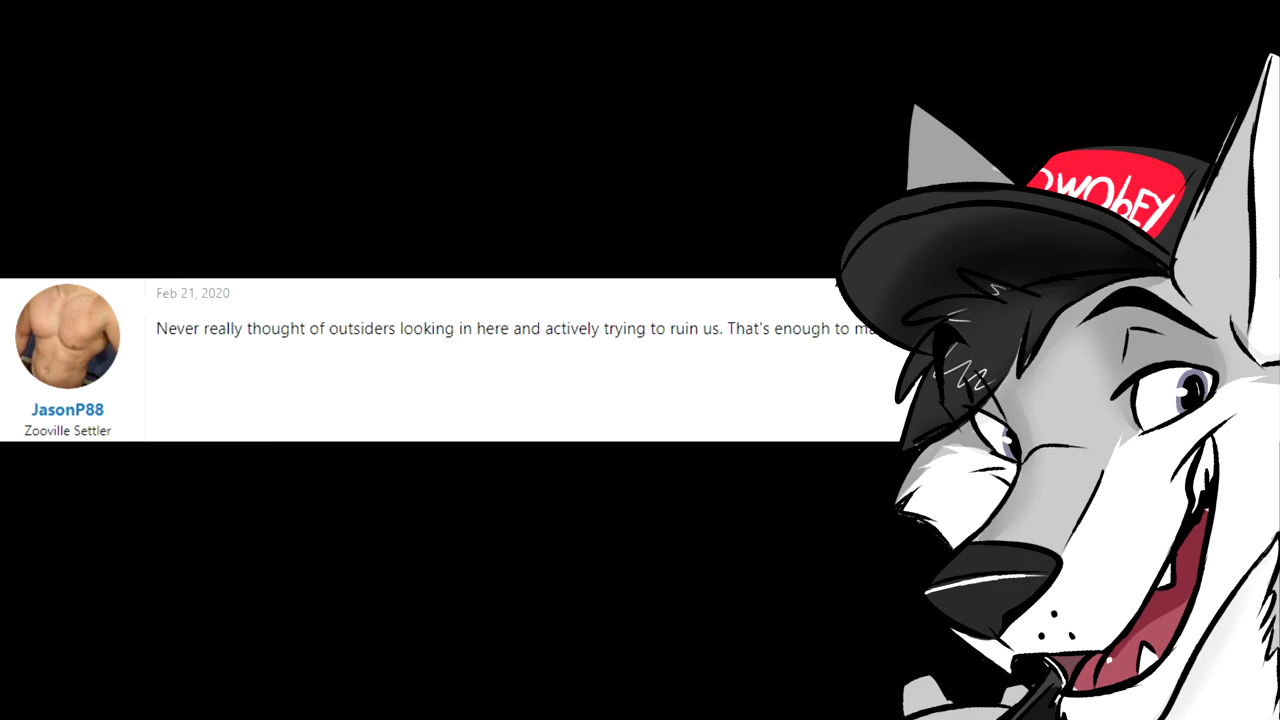 OWObEY
Feb 21, 2020
Never really thought of outsiders looking in here and actively trying to ruin us. That's enough to
JasonP88
Zooville Settler